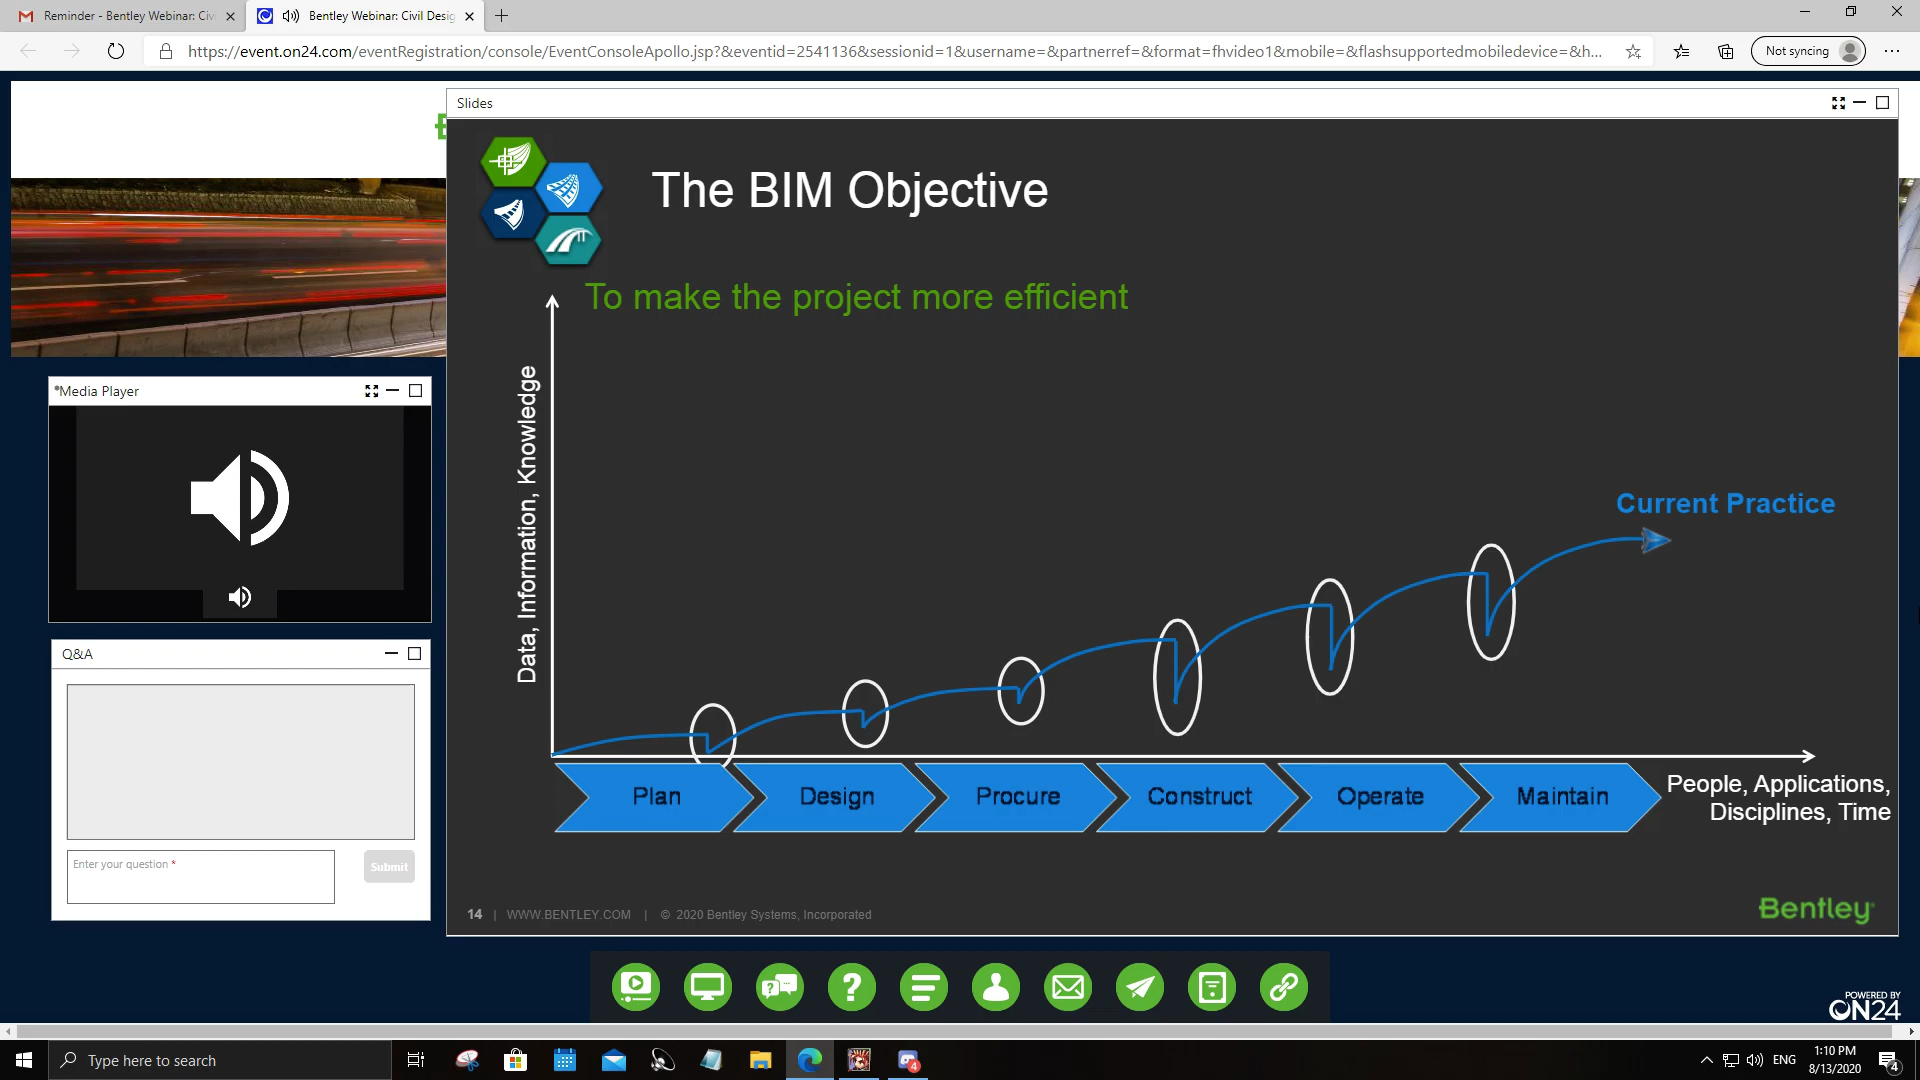 Reminder - Bentley Webinar: Civ
Bentley Webinar: Civil Desig
https://event.on24.com/eventRegistration/console/EventConsoleApollo.jsp?&eventid=2541136&sessionid=1&username=&partnerref=&format=fhvideo1&mobile=&flashsupportedmobiledevice=&h...
Not syncing
Slides
The BIM Objective
To make the project more efficient
Data, Information, Knowledge
Current Practice
Plan
Design
Procure
Construct
Operate
Maintain
People, Applications,
Disciplines, Time
14 | WWW.BENTLEY.COM | © 2020 Bentley Systems, Incorporated
Bentley
*Media Player
Q&A
Enter your question *
Submit
POWERED BY
ON24
Type here to search
4
ENG
1:10 PM
8/13/2020
4